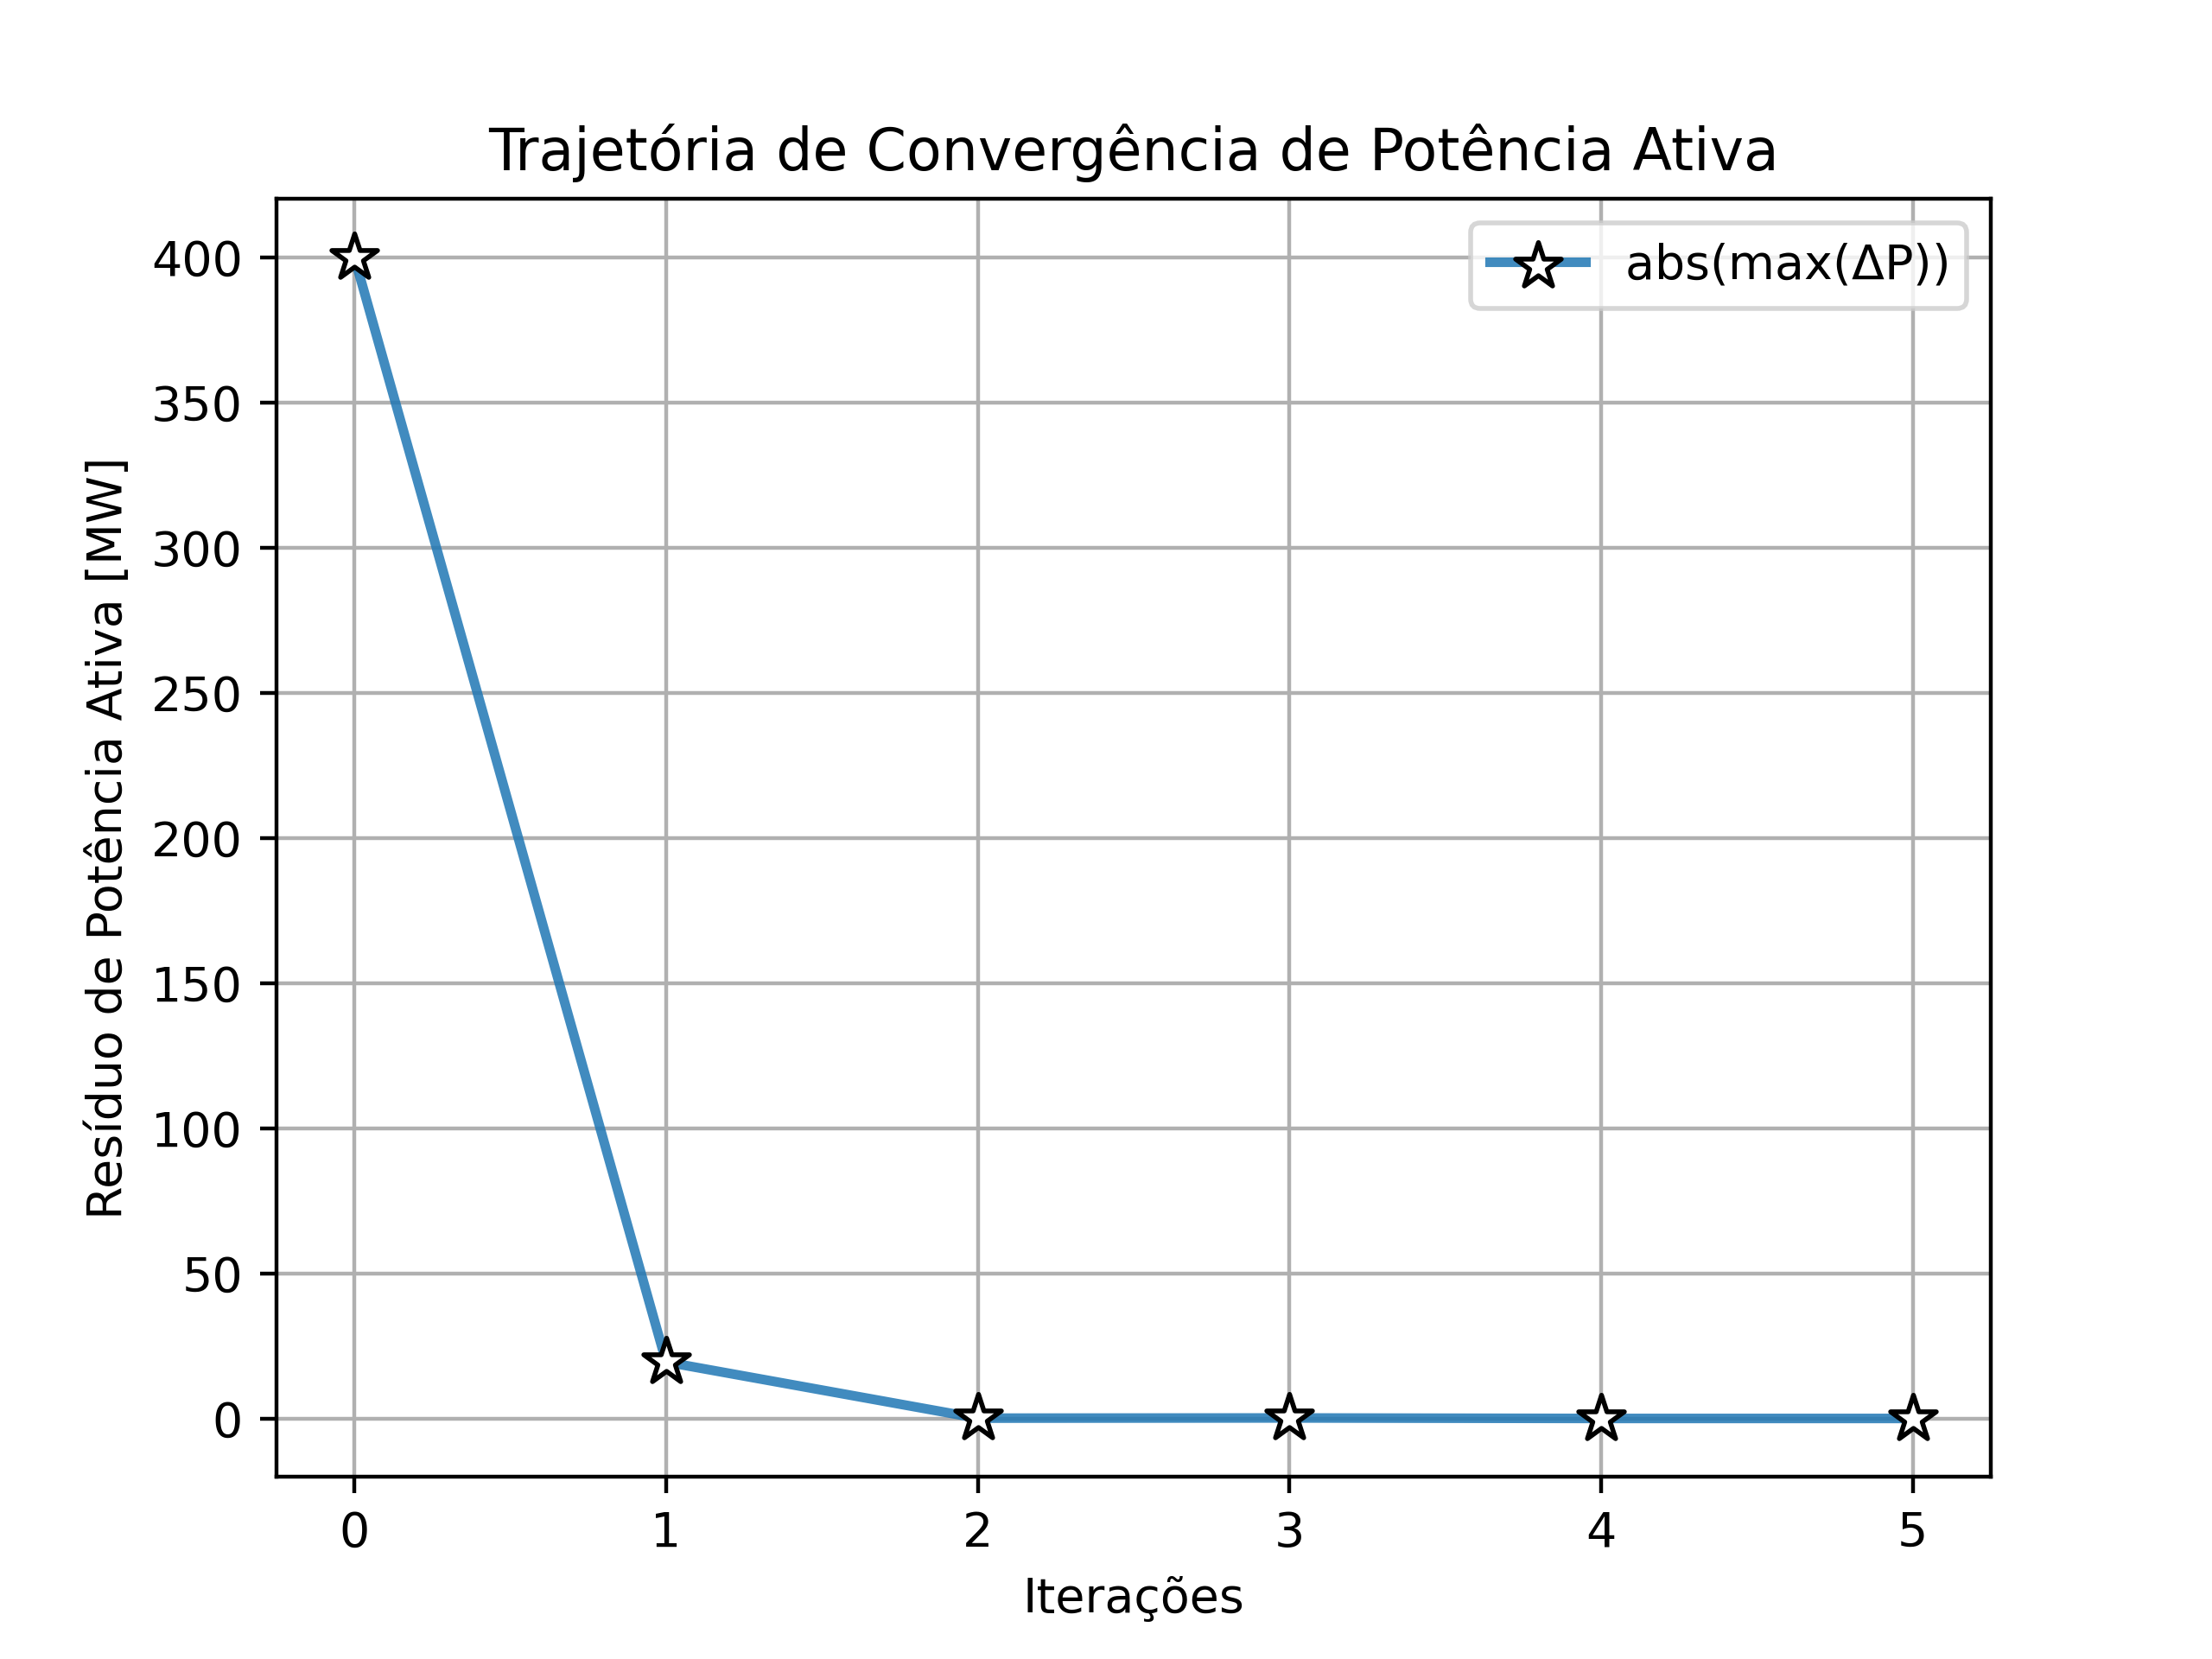 Trajetória de Convergência de Potência Ativa
abs(max(ΔP))
Resíduo de Potência Ativa [MW]
400
350
300
250
200
150
100
50
0
0 1 2 3 4 5
Iterações